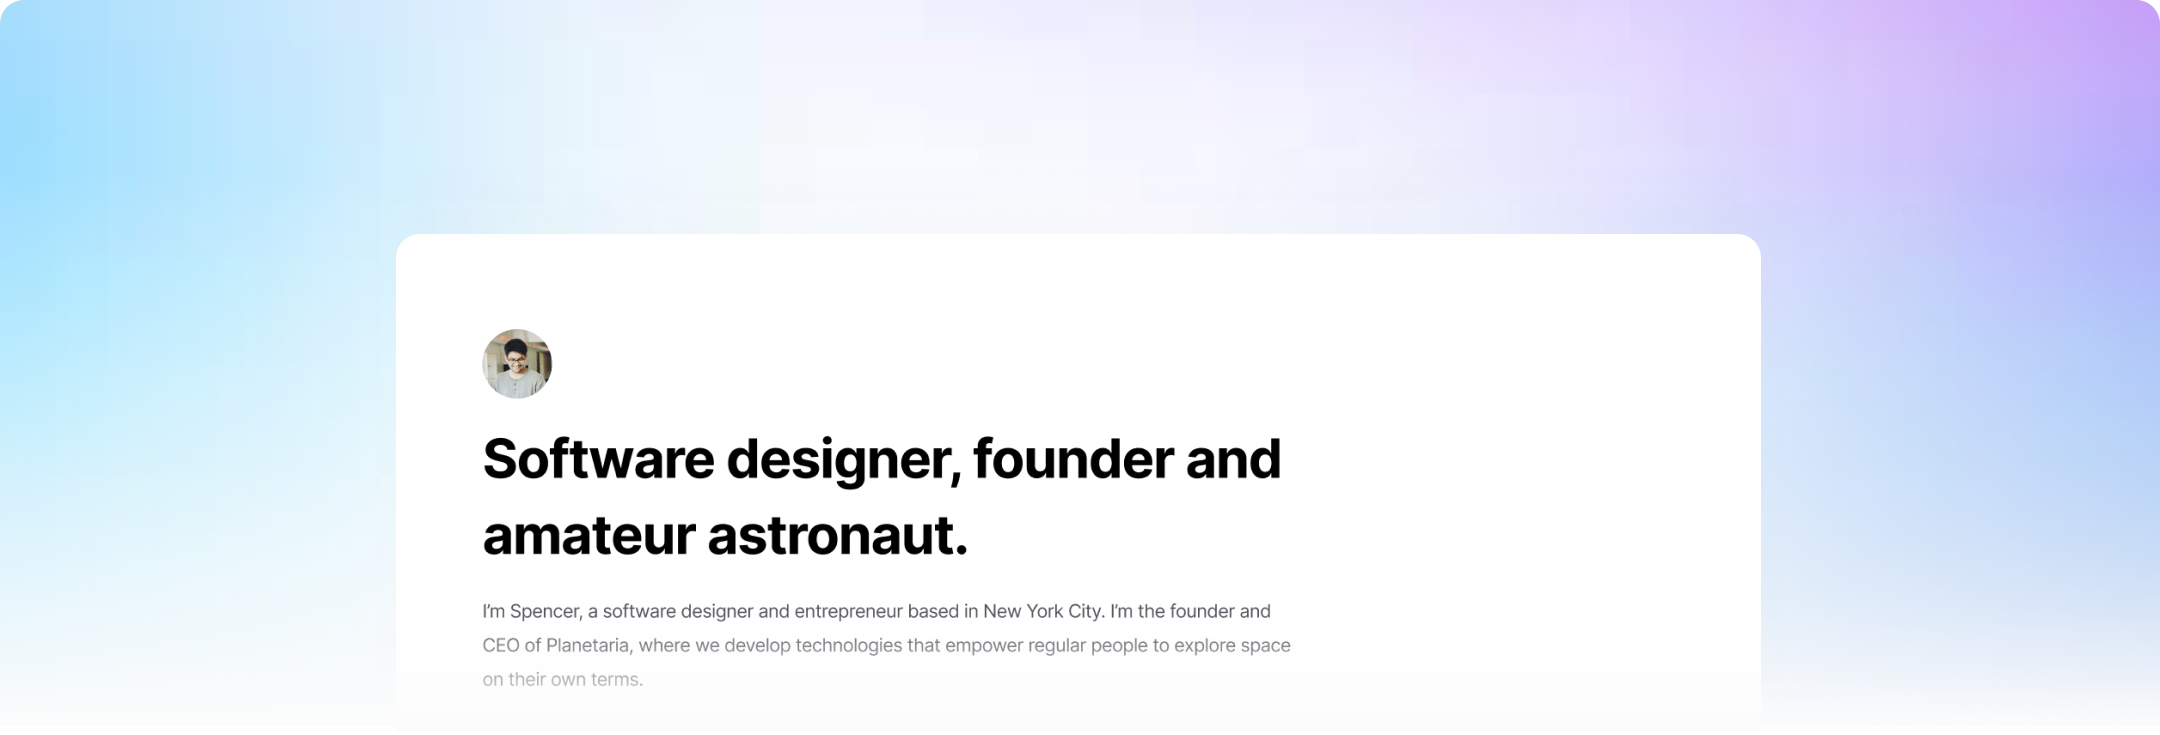 Software designer, founder and
amateur astronaut.
I’m Spencer, a software designer and entrepreneur based in New York City. I’m the founder and
CEO of Planetaria, where we develop technologies that empower regular people to explore space
on their own terms.